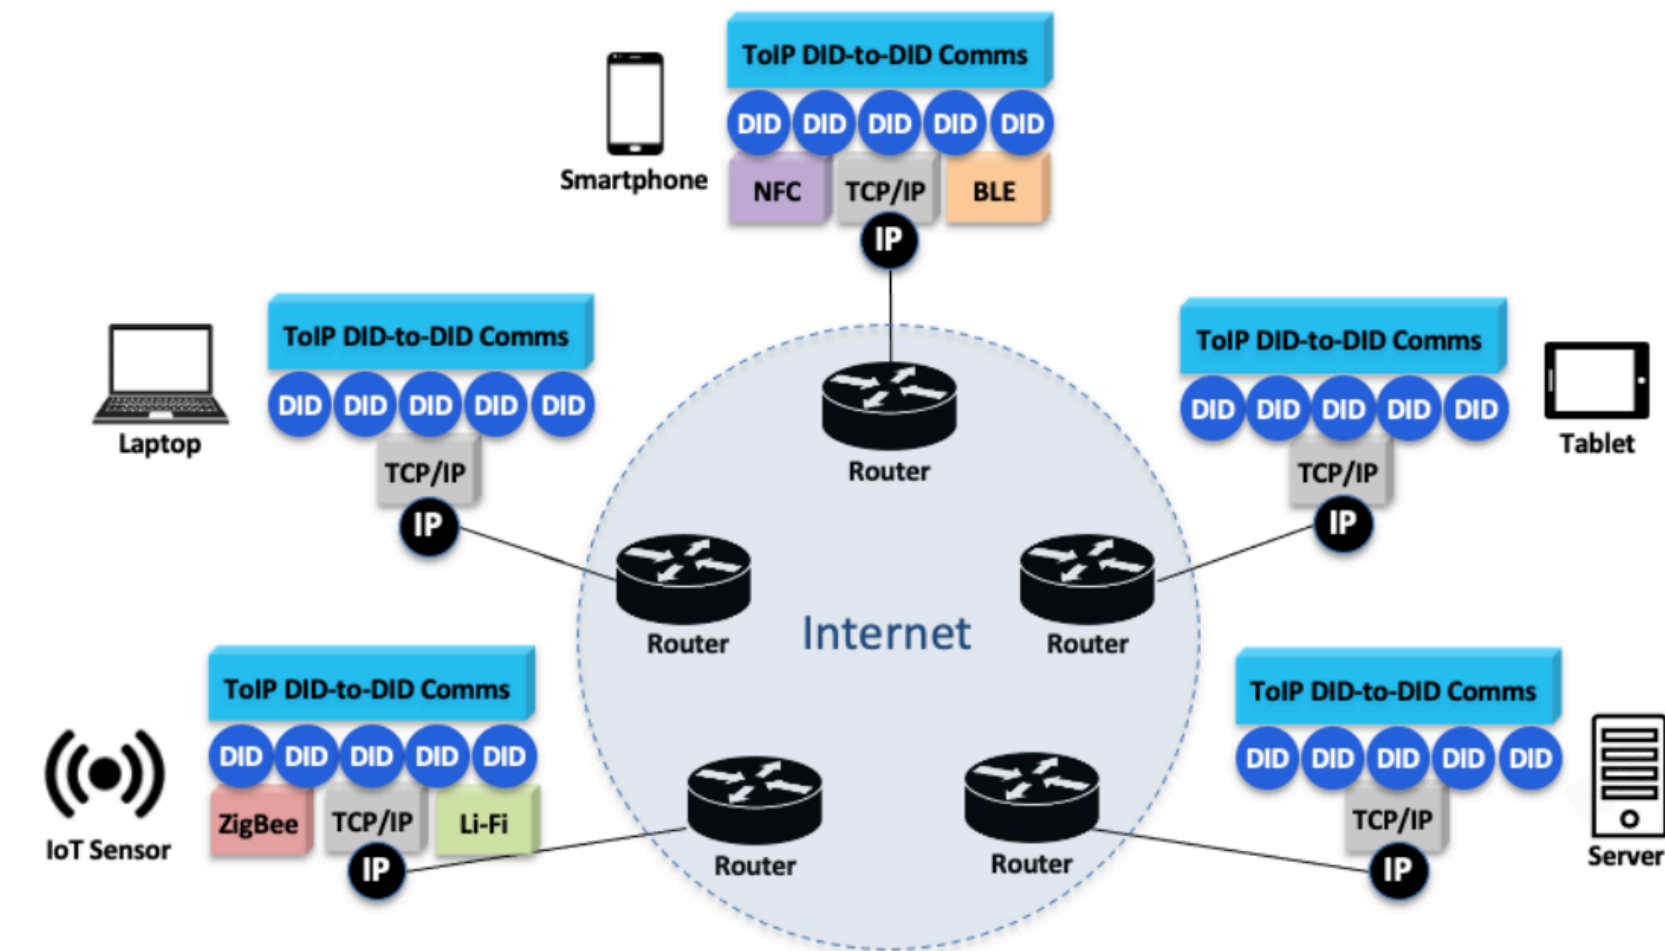 ToIP DID-to-DID Comms
DID DID DID DID DID
Smartphone
NFC TCP/IP BLE
IP
ToIP DID-to-DID Comms
DID DID DID DID DID
Laptop
TCP/IP
IP
ToIP DID-to-DID Comms
DID DID DID DID DID
Tablet
TCP/IP
IP
Router
Router
Internet
Router
ToIP DID-to-DID Comms
DID DID DID DID DID
IoT Sensor
ZigBee TCP/IP Li-Fi
IP
Router
Router
ToIP DID-to-DID Comms
DID DID DID DID DID
TCP/IP
IP
Server